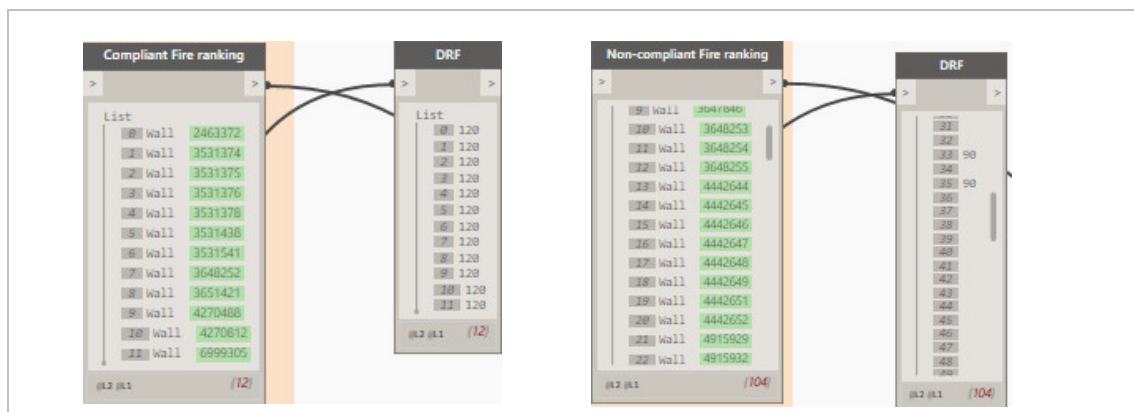 Compliant Fire ranking
>
>
List
0 Wall 2463372
1 Wall 3531374
2 Wall 3531375
3 Wall 3531376
4 Wall 3531378
5 Wall 3531438
6 Wall 3531541
7 Wall 3648252
8 Wall 3651421
9 Wall 4270488
10 Wall 4270812
11 Wall 6999305
@L2 @L1 (12)
DRF
>
>
List
0 120
1 120
2 120
3 120
4 120
5 120
6 120
7 120
8 120
9 120
10 120
11 120
@L2 @L1 (12)
Non-compliant Fire ranking
>
>
9 Wall 3647846
10 Wall 3648253
11 Wall 3648254
12 Wall 3648255
13 Wall 4442644
14 Wall 4442645
15 Wall 4442646
16 Wall 4442647
17 Wall 4442648
18 Wall 4442649
19 Wall 4442651
20 Wall 4442652
21 Wall 4915929
22 Wall 4915932
@L2 @L1 (104)
DRF
>
>
31
32
33 90
34
35 90
36
37
38
39
40
41
42
43
44
45
46
47
48
@L2 @L1 (104)